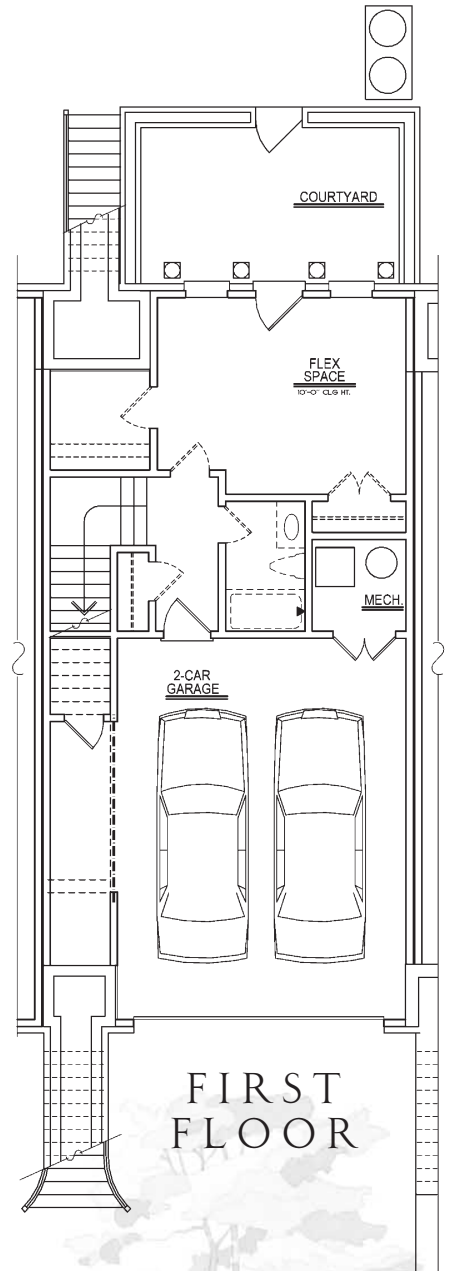 COURTYARD
FLEX
SPACE
10'-0" CLG HT.
MECH.
2-CAR
GARAGE
FIRST
FLOOR